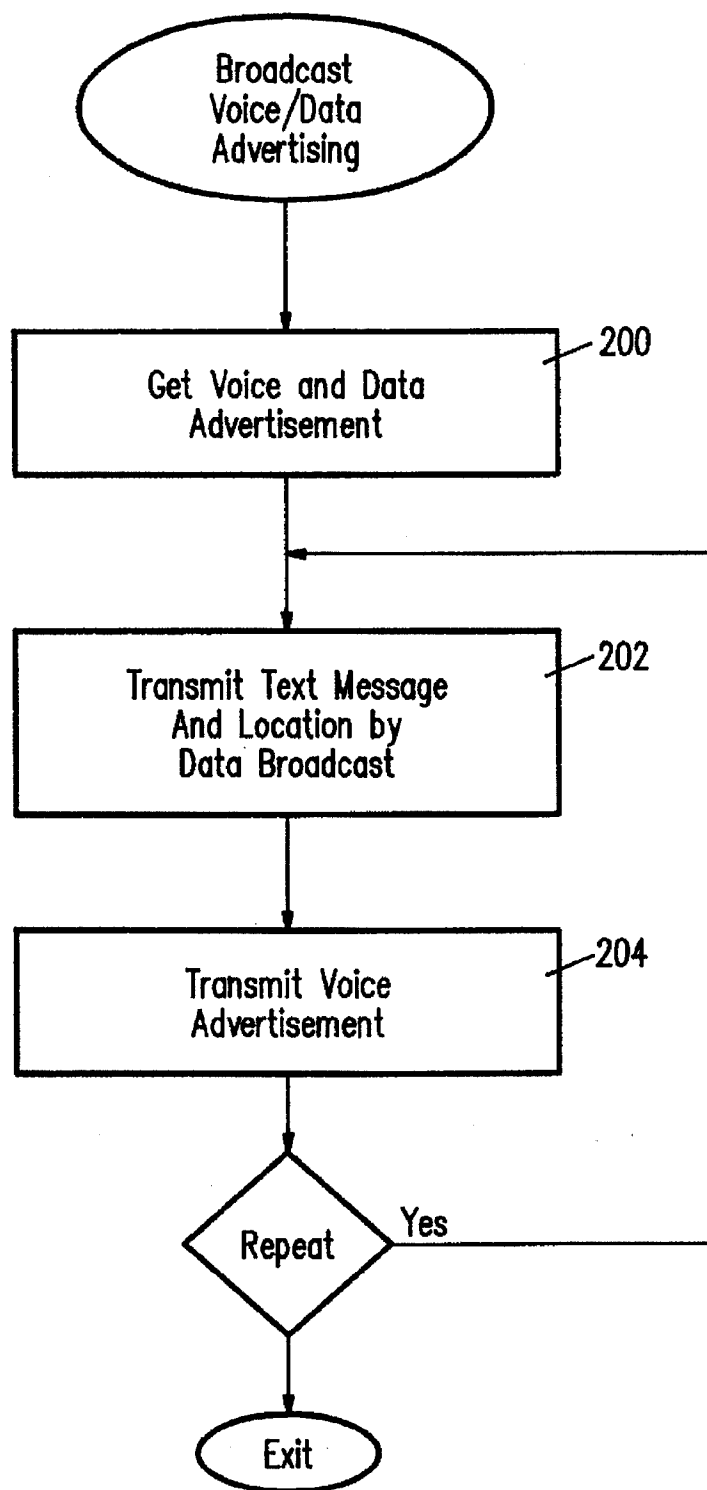 Broadcast
Voice/Data
Advertising
200
Get Voice and Data
Advertisement
202
Transmit Text Message
And Location by
Data Broadcast
204
Transmit Voice
Advertisement
Repeat
Yes
Exit